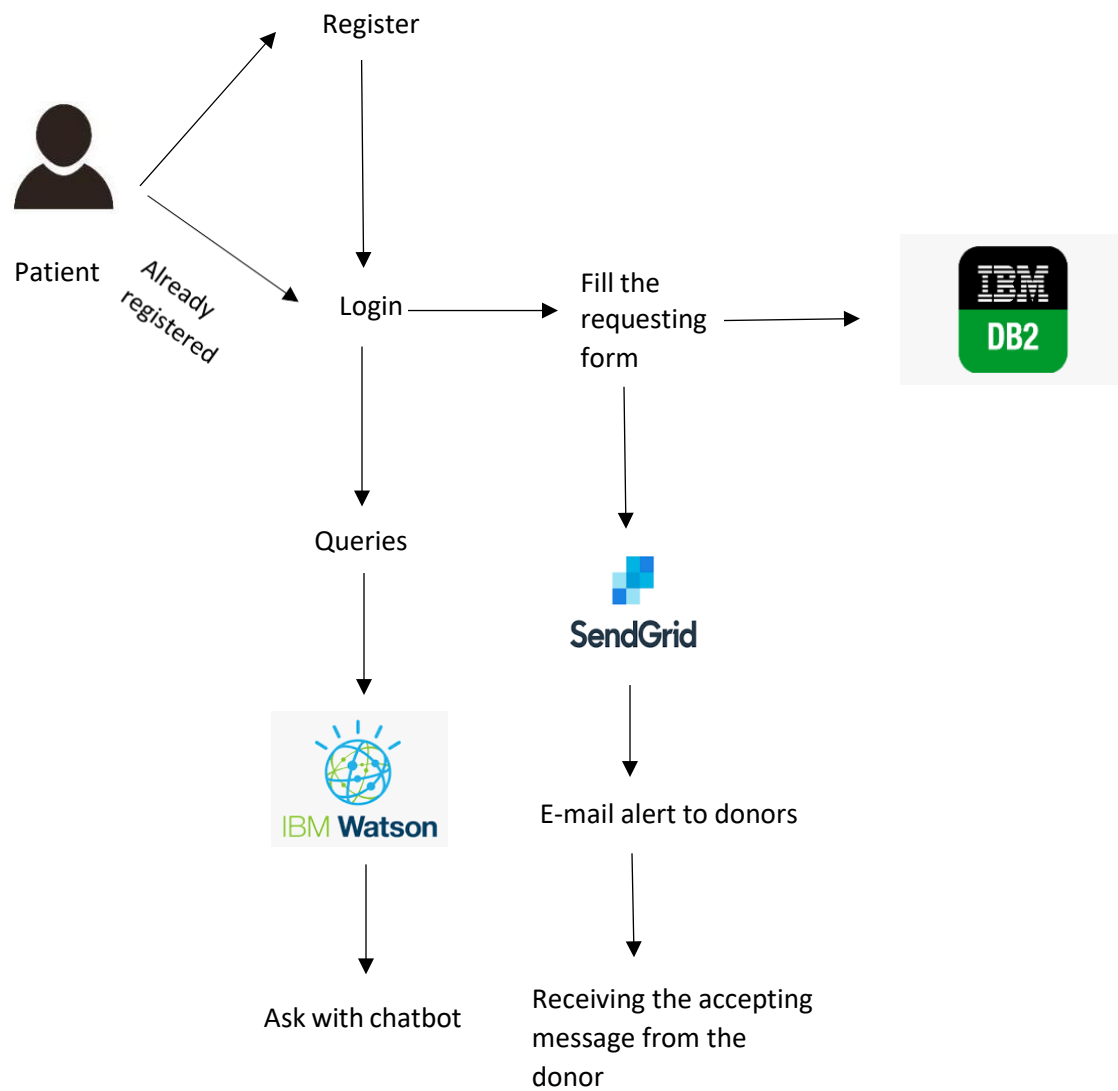 Register
Patient
Already
registered
Login
Fill the
requesting
form
IBM
DB2
Queries
SendGrid
IBM Watson
E-mail alert to donors
Ask with chatbot
Receiving the accepting
message from the
donor